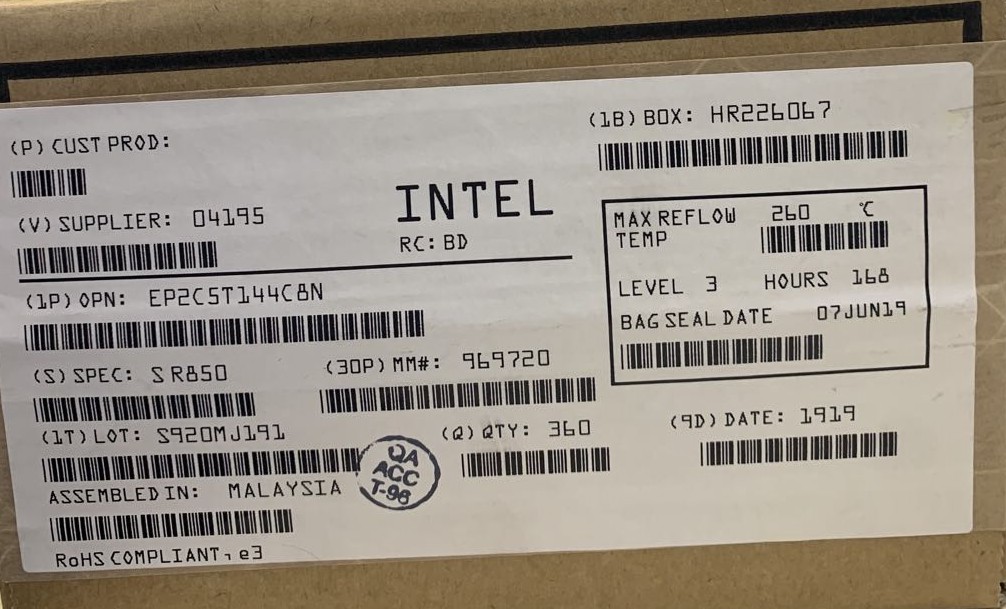 (P) CUST PROD:
(1B) BOX: HR226067
(V) SUPPLIER: 04195
INTEL
RC: BD
MAX REFLOW TEMP 260 °C
LEVEL 3 HOURS 168
BAG SEAL DATE 07JUN19
(1P) OPN: EP2C5T144C8N
(S) SPEC: S R850
(30P) MM#: 969720
(1T) LOT: S920MJ191
(Q) QTY: 360
(9D) DATE: 1919
QA
ACC
T-98
ASSEMBLED IN: MALAYSIA
RoHS COMPLIANT, e3